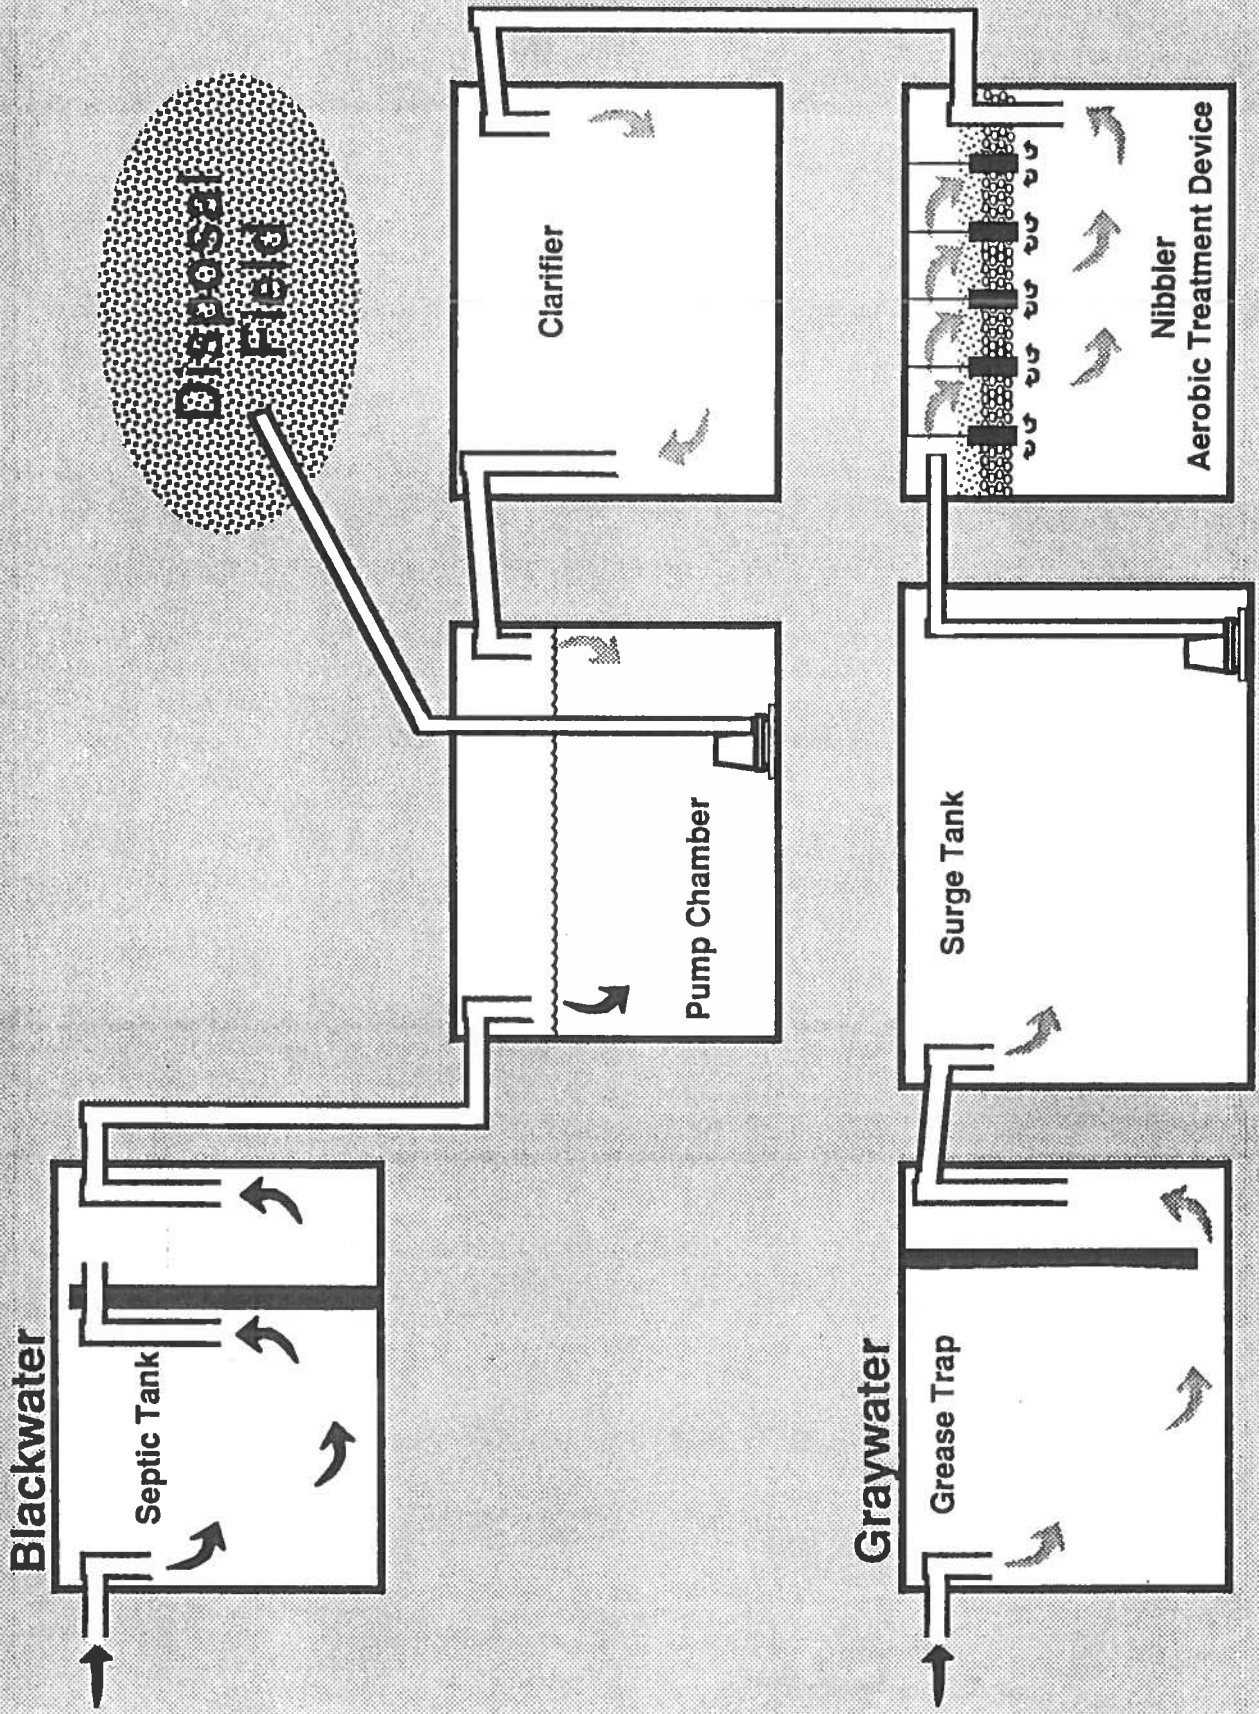 Blackwater
Septic Tank
Pump Chamber
Disposal
Field
Clarifier
Graywater
Grease Trap
Surge Tank
Nibbler
Aerobic Treatment Device